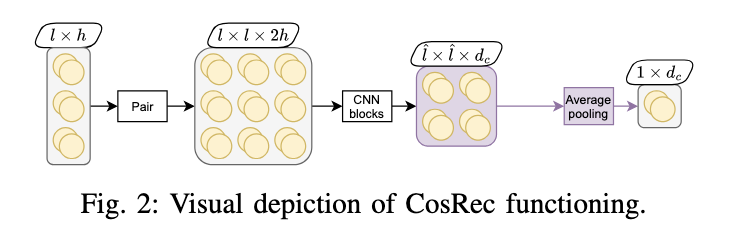 l × h
l × l × 2h
l̂ × l̂ × d_c
1 × d_c
Pair
CNN
blocks
Average
pooling
Fig. 2: Visual depiction of CosRec functioning.